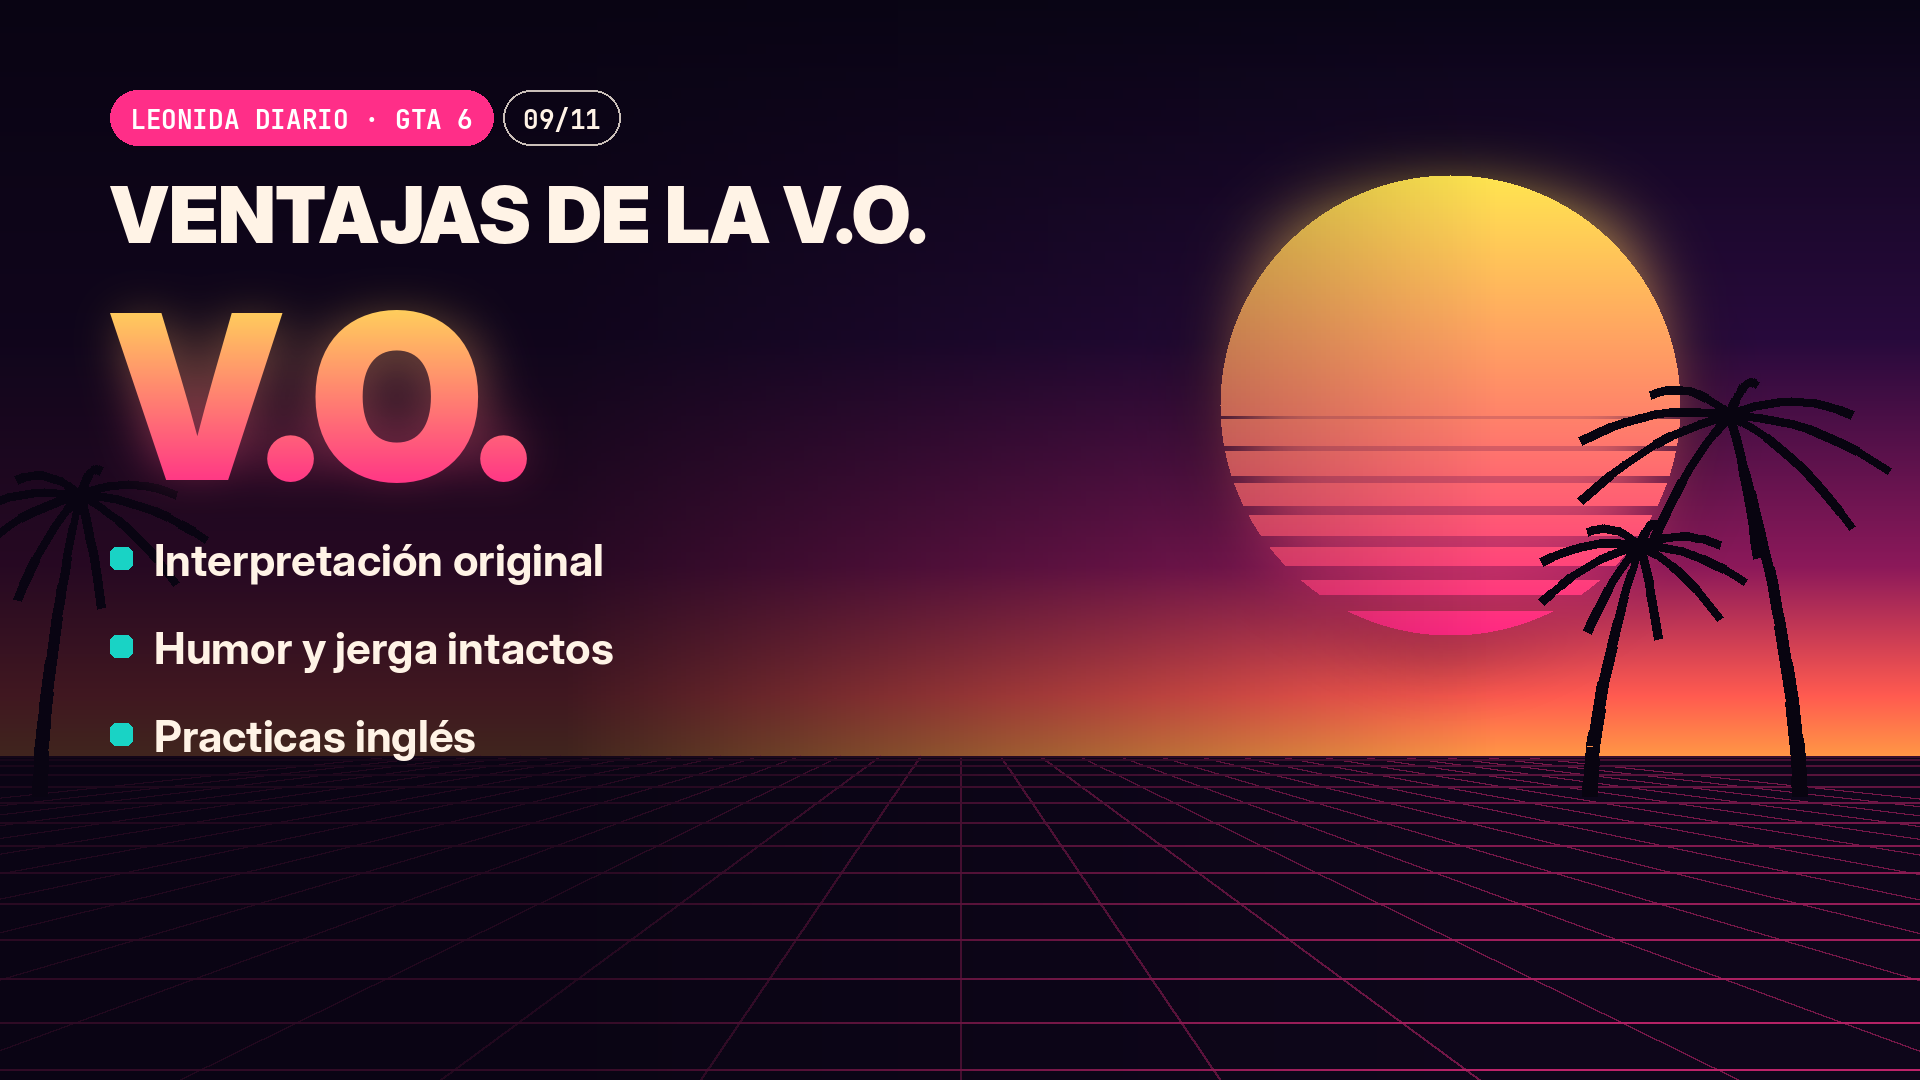 LEONIDA DIARIO · GTA 6
09/11
VENTAJAS DE LA V.O.
V.O.
Interpretación original
Humor y jerga intactos
Practicas inglés